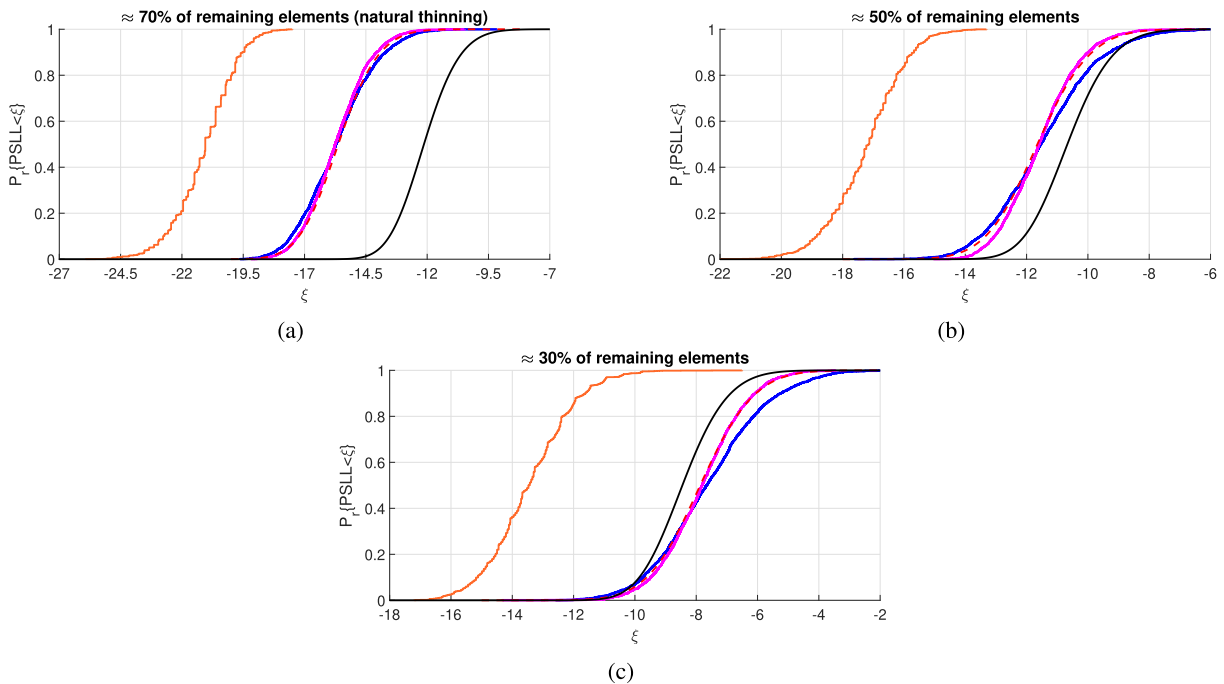 ≈ 70% of remaining elements (natural thinning)
1
0.8
0.6
0.4
0.2
0
P_r{PSLL<ξ}
-27 -24.5 -22 -19.5 -17 -14.5 -12 -9.5 -7
ξ
(a)
≈ 50% of remaining elements
1
0.8
0.6
0.4
0.2
0
P_r{PSLL<ξ}
-22 -20 -18 -16 -14 -12 -10 -8 -6
ξ
(b)
≈ 30% of remaining elements
1
0.8
0.6
0.4
0.2
0
P_r{PSLL<ξ}
-18 -16 -14 -12 -10 -8 -6 -4 -2
ξ
(c)